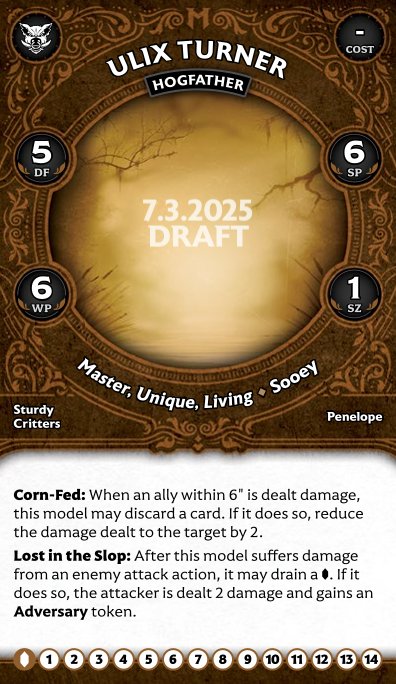 ULIX TURNER
HOGFATHER
-
COST
5
DF
6
SP
7.3.2025
DRAFT
6
WP
1
SZ
Master, Unique, Living ♦ Sooey
Sturdy
Critters
Penelope
Corn-Fed: When an ally within 6" is dealt damage,
this model may discard a card. If it does so, reduce
the damage dealt to the target by 2.
Lost in the Slop: After this model suffers damage
from an enemy attack action, it may drain a ⬮. If it
does so, the attacker is dealt 2 damage and gains an
Adversary token.
1 2 3 4 5 6 7 8 9 10 11 12 13 14